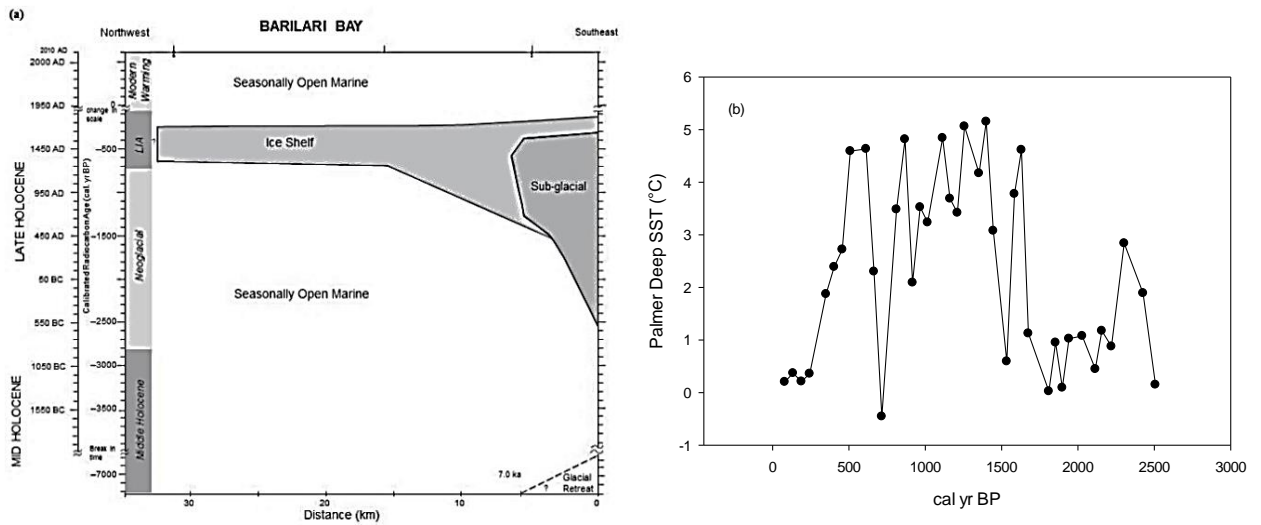 (a)
BARILARI BAY
Northwest
Southeast
2010 AD
2000 AD
1950 AD
1450 AD
950 AD
450 AD
50 BC
550 BC
1050 BC
1550 BC
LATE HOLOCENE
MID HOLOCENE
Calibrated Radiocarbon Age (cal. yr BP)
0
change in
scale
-500
-1500
-2500
-3000
-3500
Break in
time
-7000
Modern
Warming
LIA
Neoglacial
Middle Holocene
Seasonally Open Marine
?
Ice Shelf
Sub-glacial
Seasonally Open Marine
7.0 ka
?
Glacial
Retreat
30
20
10
0
Distance (km)
(b)
Palmer Deep SST (°C)
6
5
4
3
2
1
0
-1
0
500
1000
1500
2000
2500
3000
cal yr BP